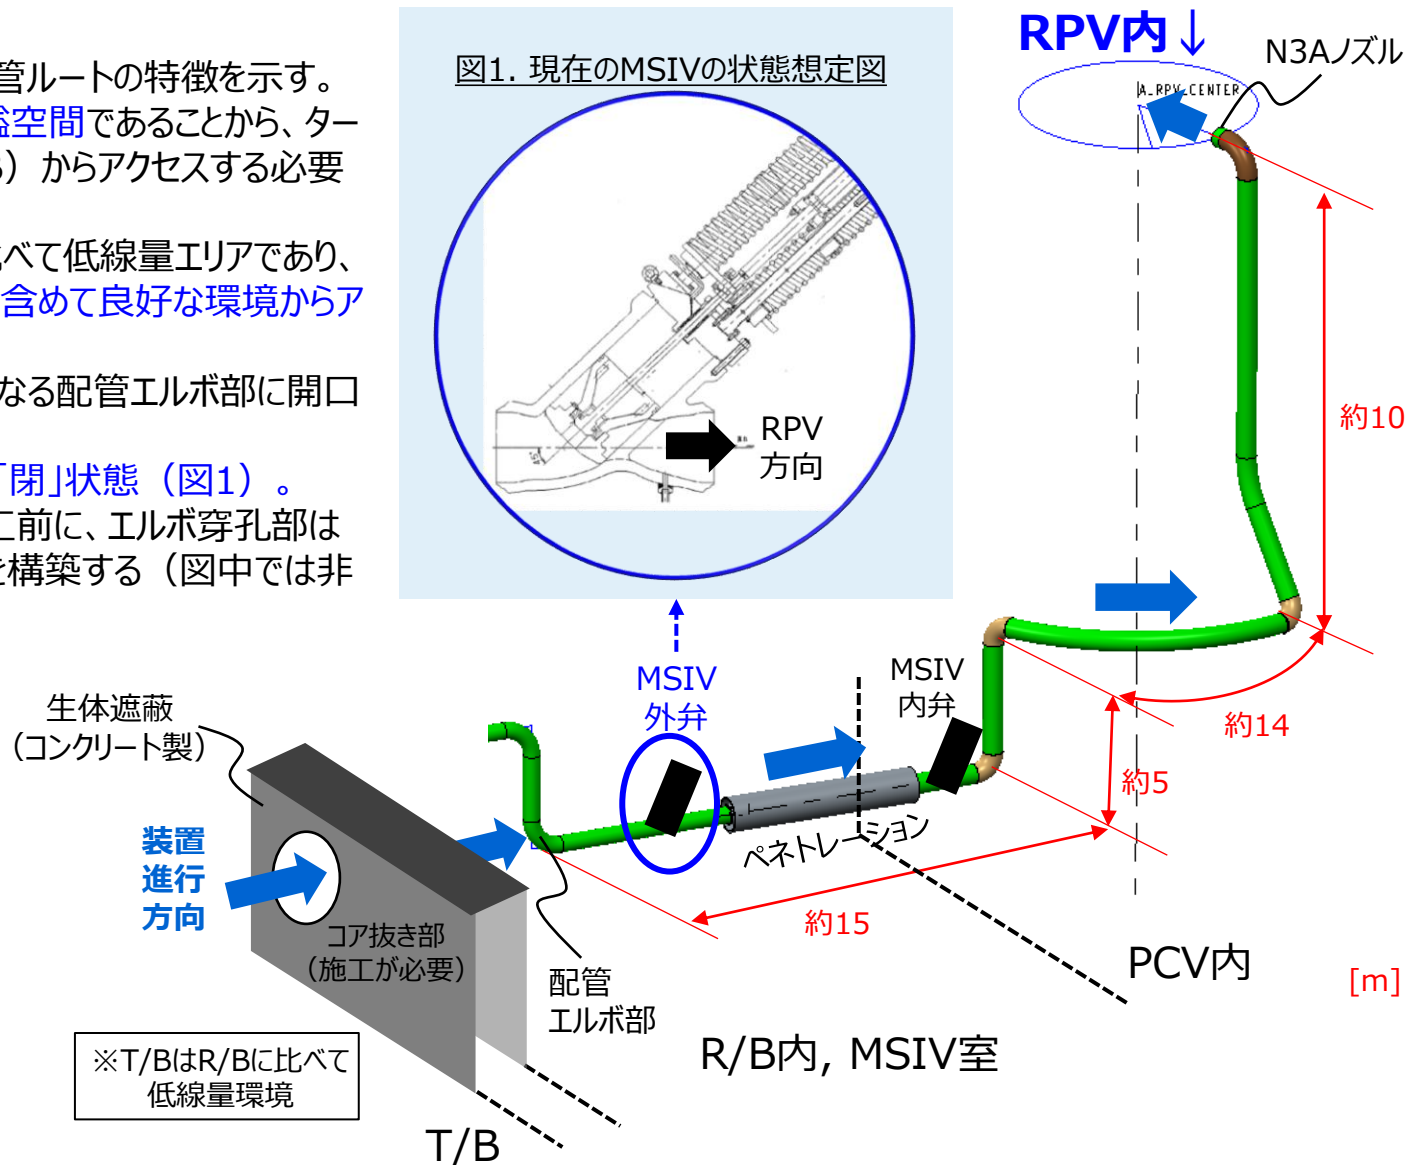 管ルートの特徴を示す。
空間であることから、ター
）からアクセスする必要
べて低線量エリアであり、
含めて良好な環境からア
なる配管エルボ部に開口
「閉」状態（図1）。
工前に、エルボ穿孔部は
を構築する（図中では非
図1. 現在のMSIVの状態想定図
RPV
方向
RPV内↓
N3Aノズル
A_RPV_CENTER
約10
約14
約5
約15
[m]
MSIV
外弁
MSIV
内弁
ペネトレーション
生体遮蔽
（コンクリート製）
装置
進行
方向
コア抜き部
（施工が必要）
配管
エルボ部
PCV内
R/B内, MSIV室
T/B
※T/BはR/Bに比べて
低線量環境